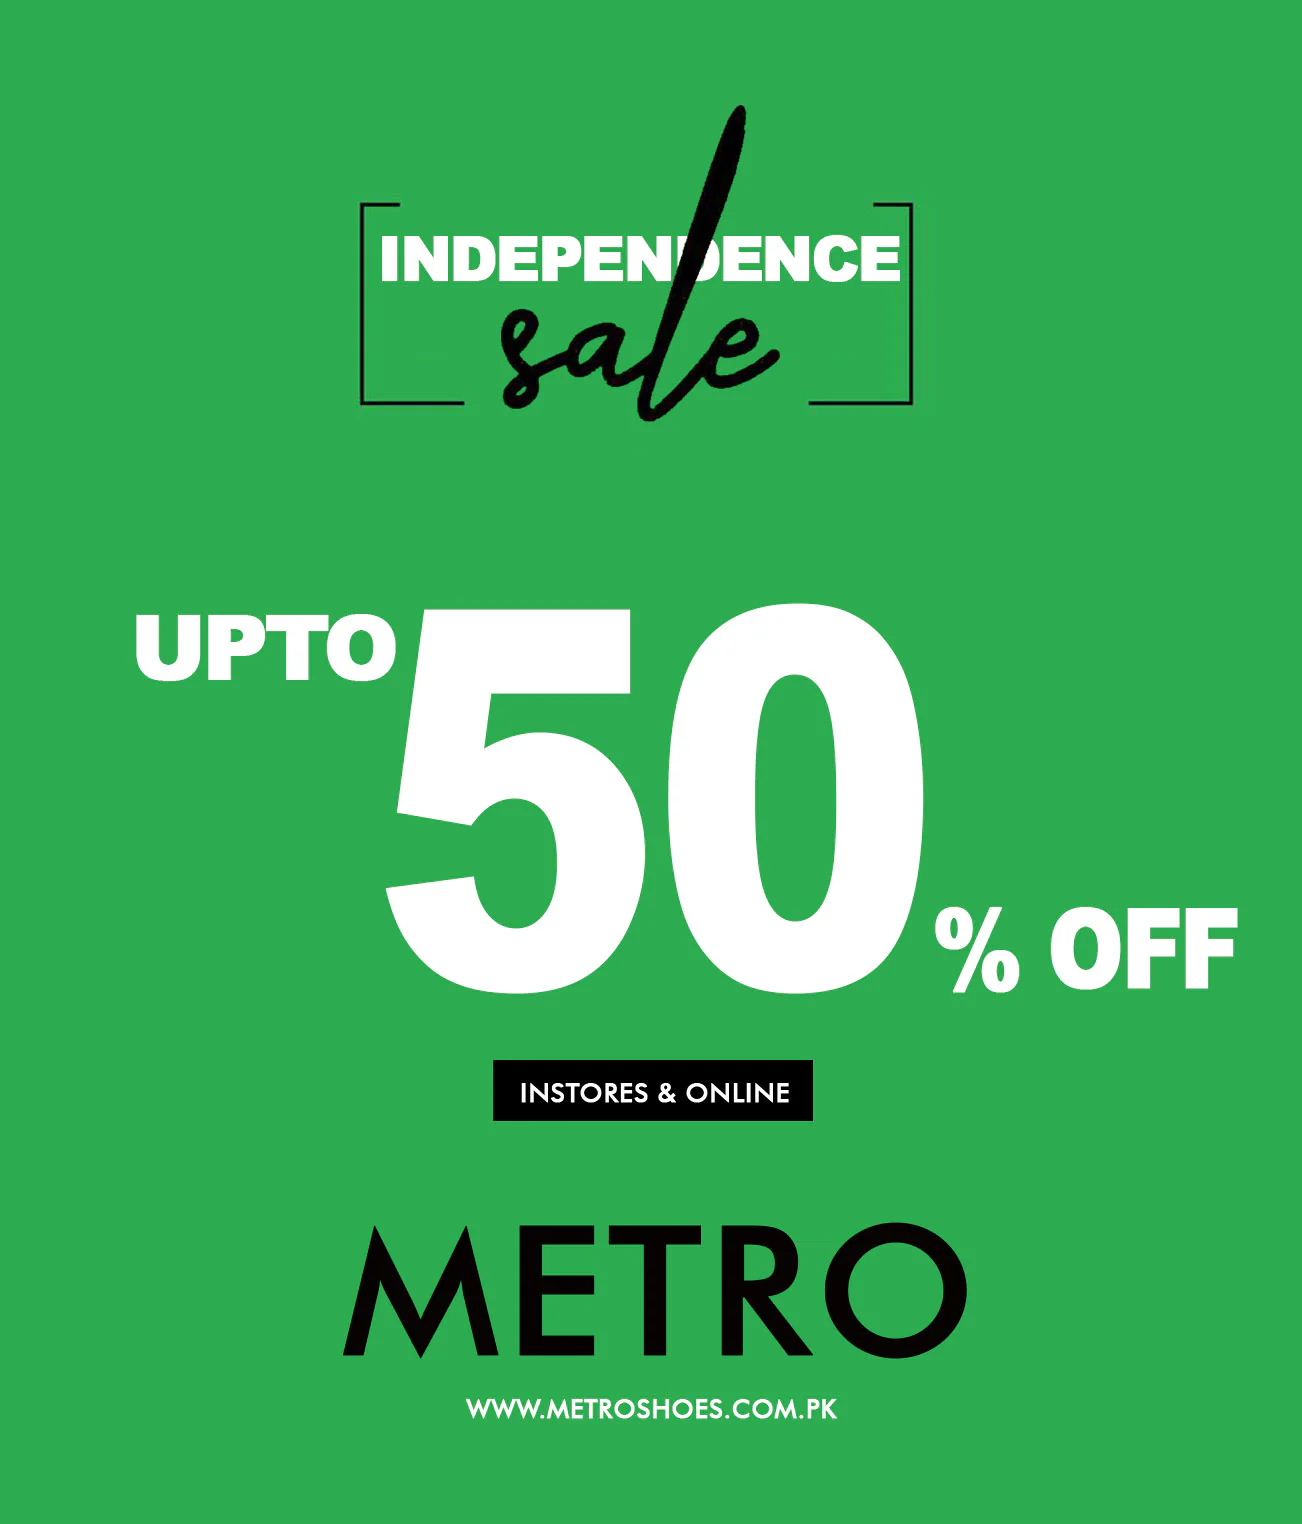 INDEPENDENCE
sale
UPTO
50
% OFF
INSTORES & ONLINE
METRO
WWW.METROSHOES.COM.PK